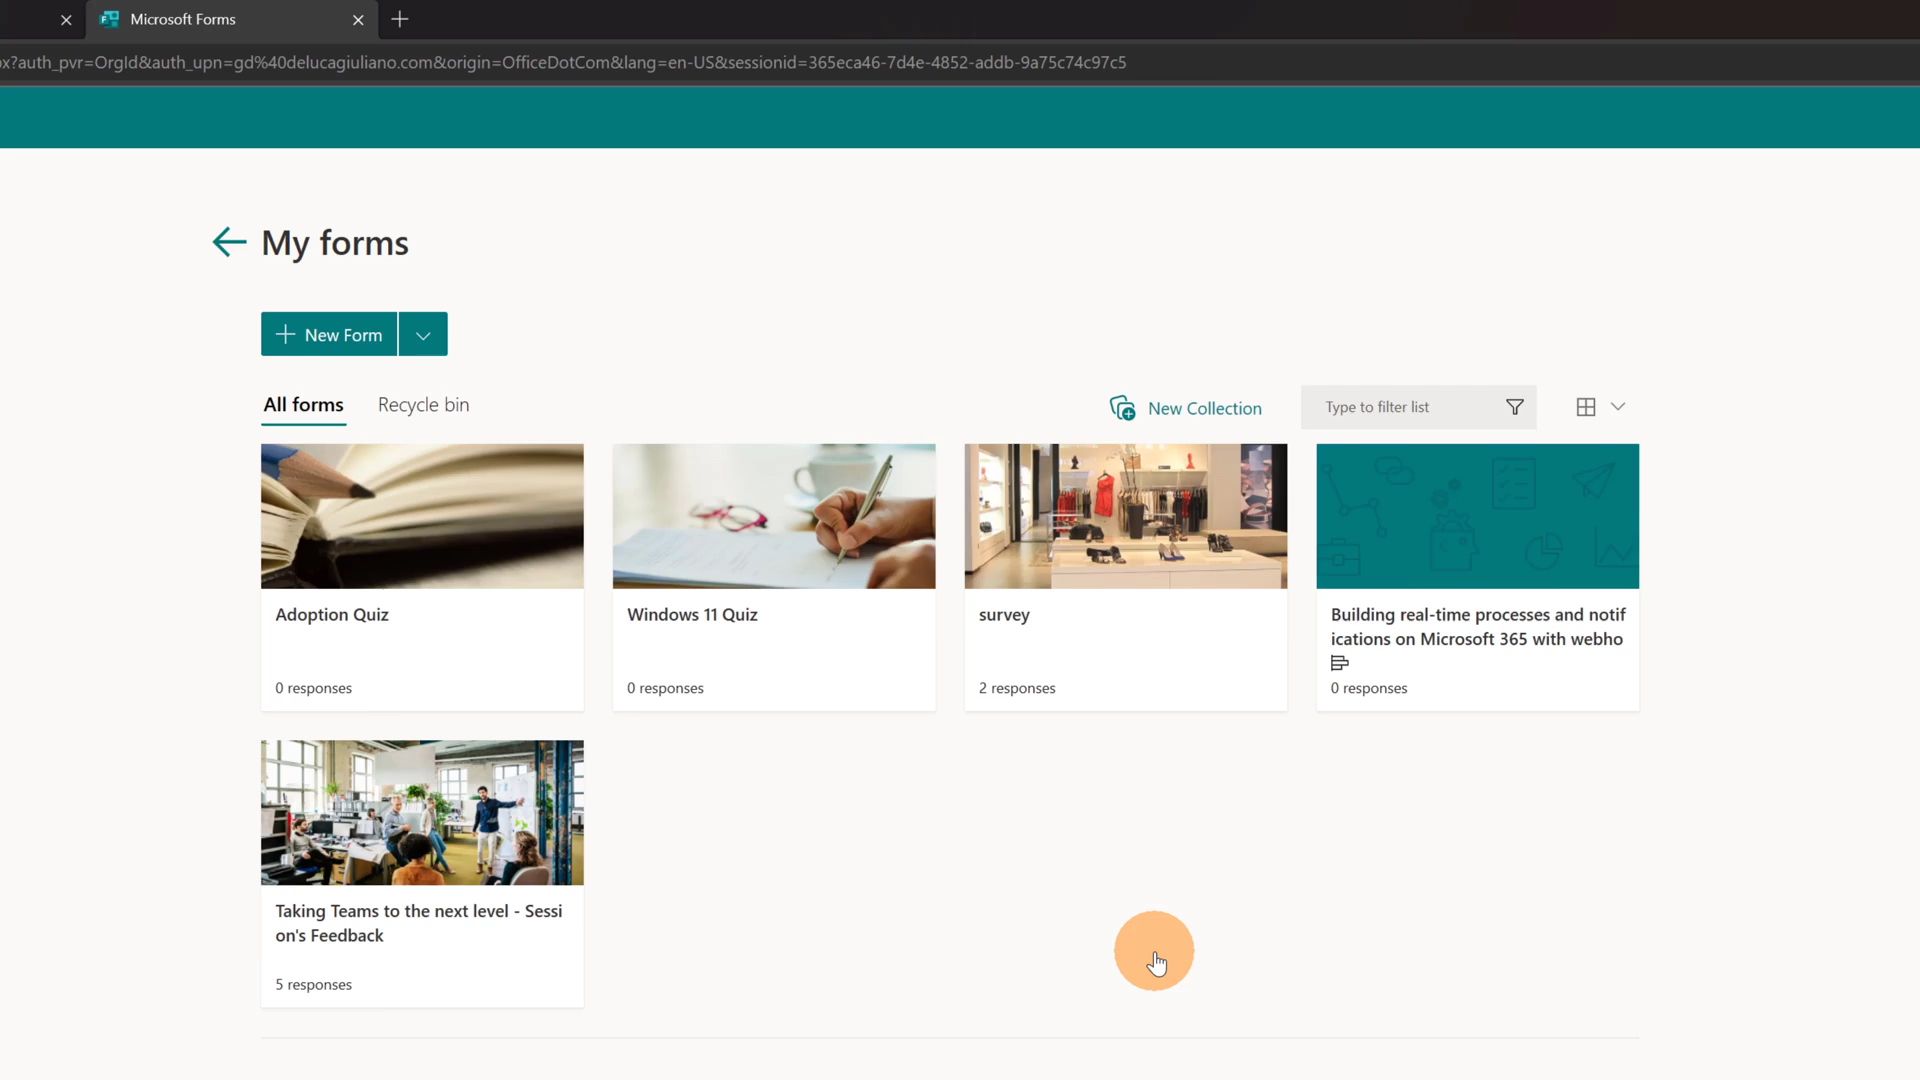 Microsoft Forms
x?auth_pvr=OrgId&auth_upn=gd%40delucagiuliano.com&origin=OfficeDotCom&lang=en-US&sessionid=365eca46-7d4e-4852-addb-9a75c74c97c5
My forms
New Form
All forms
Recycle bin
New Collection
Type to filter list
Adoption Quiz
0 responses
Windows 11 Quiz
0 responses
survey
2 responses
Building real-time processes and notif
ications on Microsoft 365 with webho
0 responses
Taking Teams to the next level - Sessi
on's Feedback
5 responses